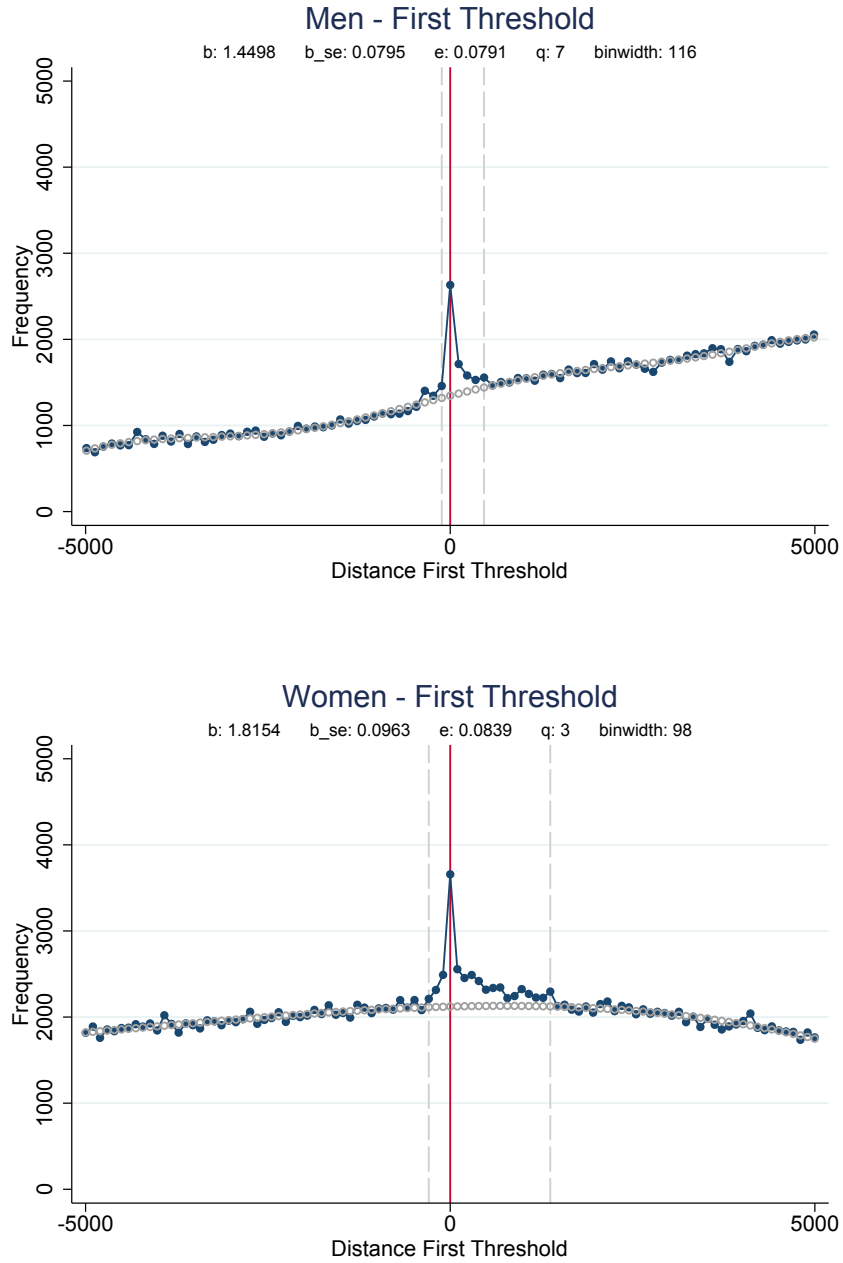 Men - First Threshold
b: 1.4498 b_se: 0.0795 e: 0.0791 q: 7 binwidth: 116
5000
4000
3000
2000
1000
0
Frequency
-5000 0 5000
Distance First Threshold
Women - First Threshold
b: 1.8154 b_se: 0.0963 e: 0.0839 q: 3 binwidth: 98
5000
4000
3000
2000
1000
0
Frequency
-5000 0 5000
Distance First Threshold